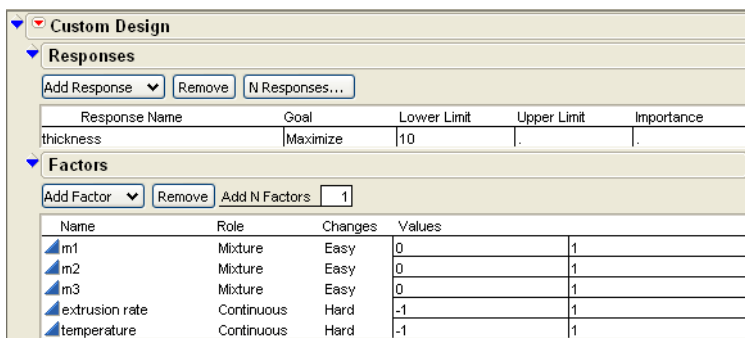 Custom Design
Responses
Add Response Remove N Responses...
Response Name Goal Lower Limit Upper Limit Importance
thickness Maximize 10 . .
Factors
Add Factor Remove Add N Factors 1
Name Role Changes Values
m1 Mixture Easy 0 1
m2 Mixture Easy 0 1
m3 Mixture Easy 0 1
extrusion rate Continuous Hard -1 1
temperature Continuous Hard -1 1